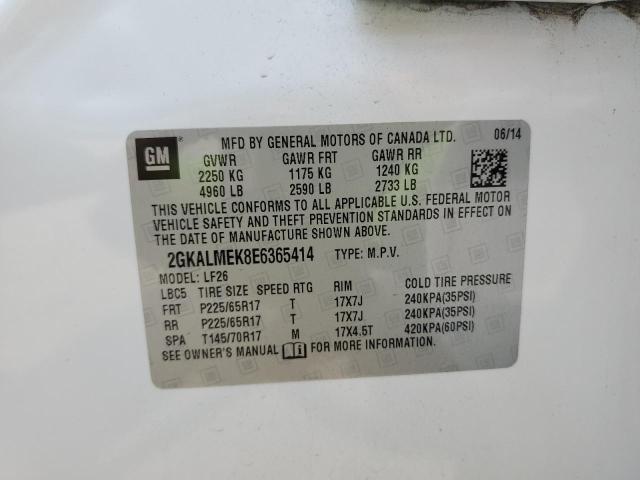 GM
MFD BY GENERAL MOTORS OF CANADA LTD. 06/14
GVWR GAWR FRT GAWR RR
2250 KG 1175 KG 1240 KG
4960 LB 2590 LB 2733 LB
THIS VEHICLE CONFORMS TO ALL APPLICABLE U.S. FEDERAL MOTOR
VEHICLE SAFETY AND THEFT PREVENTION STANDARDS IN EFFECT ON
THE DATE OF MANUFACTURE SHOWN ABOVE.
2GKALMEK8E6365414 TYPE: M.P.V.
MODEL: LF26
LBC5 TIRE SIZE SPEED RTG RIM COLD TIRE PRESSURE
FRT P225/65R17 T 17X7J 240KPA(35PSI)
RR P225/65R17 T 17X7J 240KPA(35PSI)
SPA T145/70R17 M 17X4.5T 420KPA(60PSI)
SEE OWNER'S MANUAL FOR MORE INFORMATION.